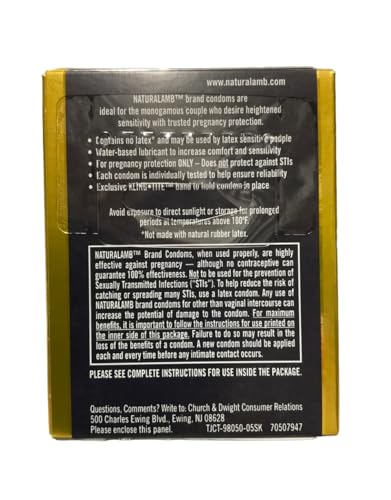 www.naturalamb.com
NATURALAMB™ brand condoms are
ideal for the monogamous couple who desire heightened
sensitivity with trusted pregnancy protection.
• Contains no latex* and may be used by latex sensitive people
• Water-based lubricant to increase comfort and sensitivity
• For pregnancy protection ONLY – Does not protect against STIs
• Each condom is individually tested to help ensure reliability
• Exclusive KLING•TITE™ band to hold condom in place
Avoid exposure to direct sunlight or storage for prolonged
periods at temperatures above 100°F.
*Not made with natural rubber latex.
NATURALAMB™ Brand Condoms, when used properly, are highly
effective against pregnancy – although no contraceptive can
guarantee 100% effectiveness. Not to be used for the prevention of
Sexually Transmitted Infections ("STIs"). To help reduce the risk of
catching or spreading many STIs, use a latex condom. Any use of
NATURALAMB brand condoms for other than vaginal intercourse can
increase the potential of damage to the condom. For maximum
benefits, it is important to follow the instructions for use printed on
the inner side of this package. Failure to do so may result in the
loss of the benefits of a condom. A new condom should be applied
each and every time before any intimate contact occurs.
PLEASE SEE COMPLETE INSTRUCTIONS FOR USE INSIDE THE PACKAGE.
Questions, Comments? Write to: Church & Dwight Consumer Relations
500 Charles Ewing Blvd., Ewing, NJ 08628
Please enclose this panel. TJCT-98050-05SK 70507947